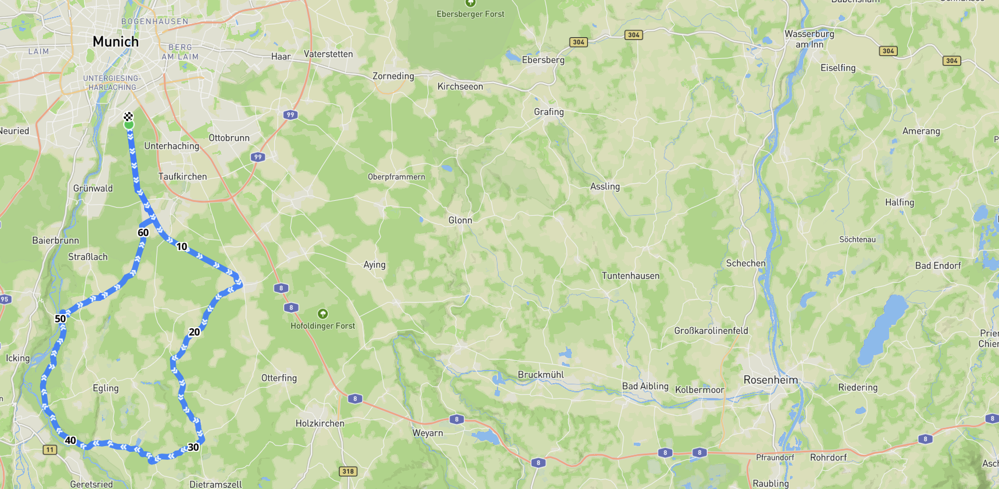 Ebersberger Forst
BOGENHAUSEN
Munich
LAIM
BERG
AM LAIM
Haar
Vaterstetten
304
304
Ebersberg
Wasserburg
am Inn
304
304
Eiselfing
UNTERGIESING-
HARLACHING
Zorneding
Kirchseeon
Grafing
99
Neuried
Unterhaching
Ottobrunn
99
Amerang
Taufkirchen
Grünwald
Oberpframmern
Assling
Halfing
Glonn
60
10
Baierbrunn
Straßlach
Aying
Söchtenau
Schechen
Bad Endorf
Tuntenhausen
8
95
8
50
20
Hofoldinger Forst
Großkarolinenfeld
Prien
Chier
Icking
Egling
Otterfing
Bruckmühl
Bad Aibling
Kolbermoor
Rosenheim
Riedering
8
8
8
Holzkirchen
Weyarn
40
30
11
8
8
8
8
Pfraundorf
Rohrdorf
318
Geretsried
Dietramszell
Raubling